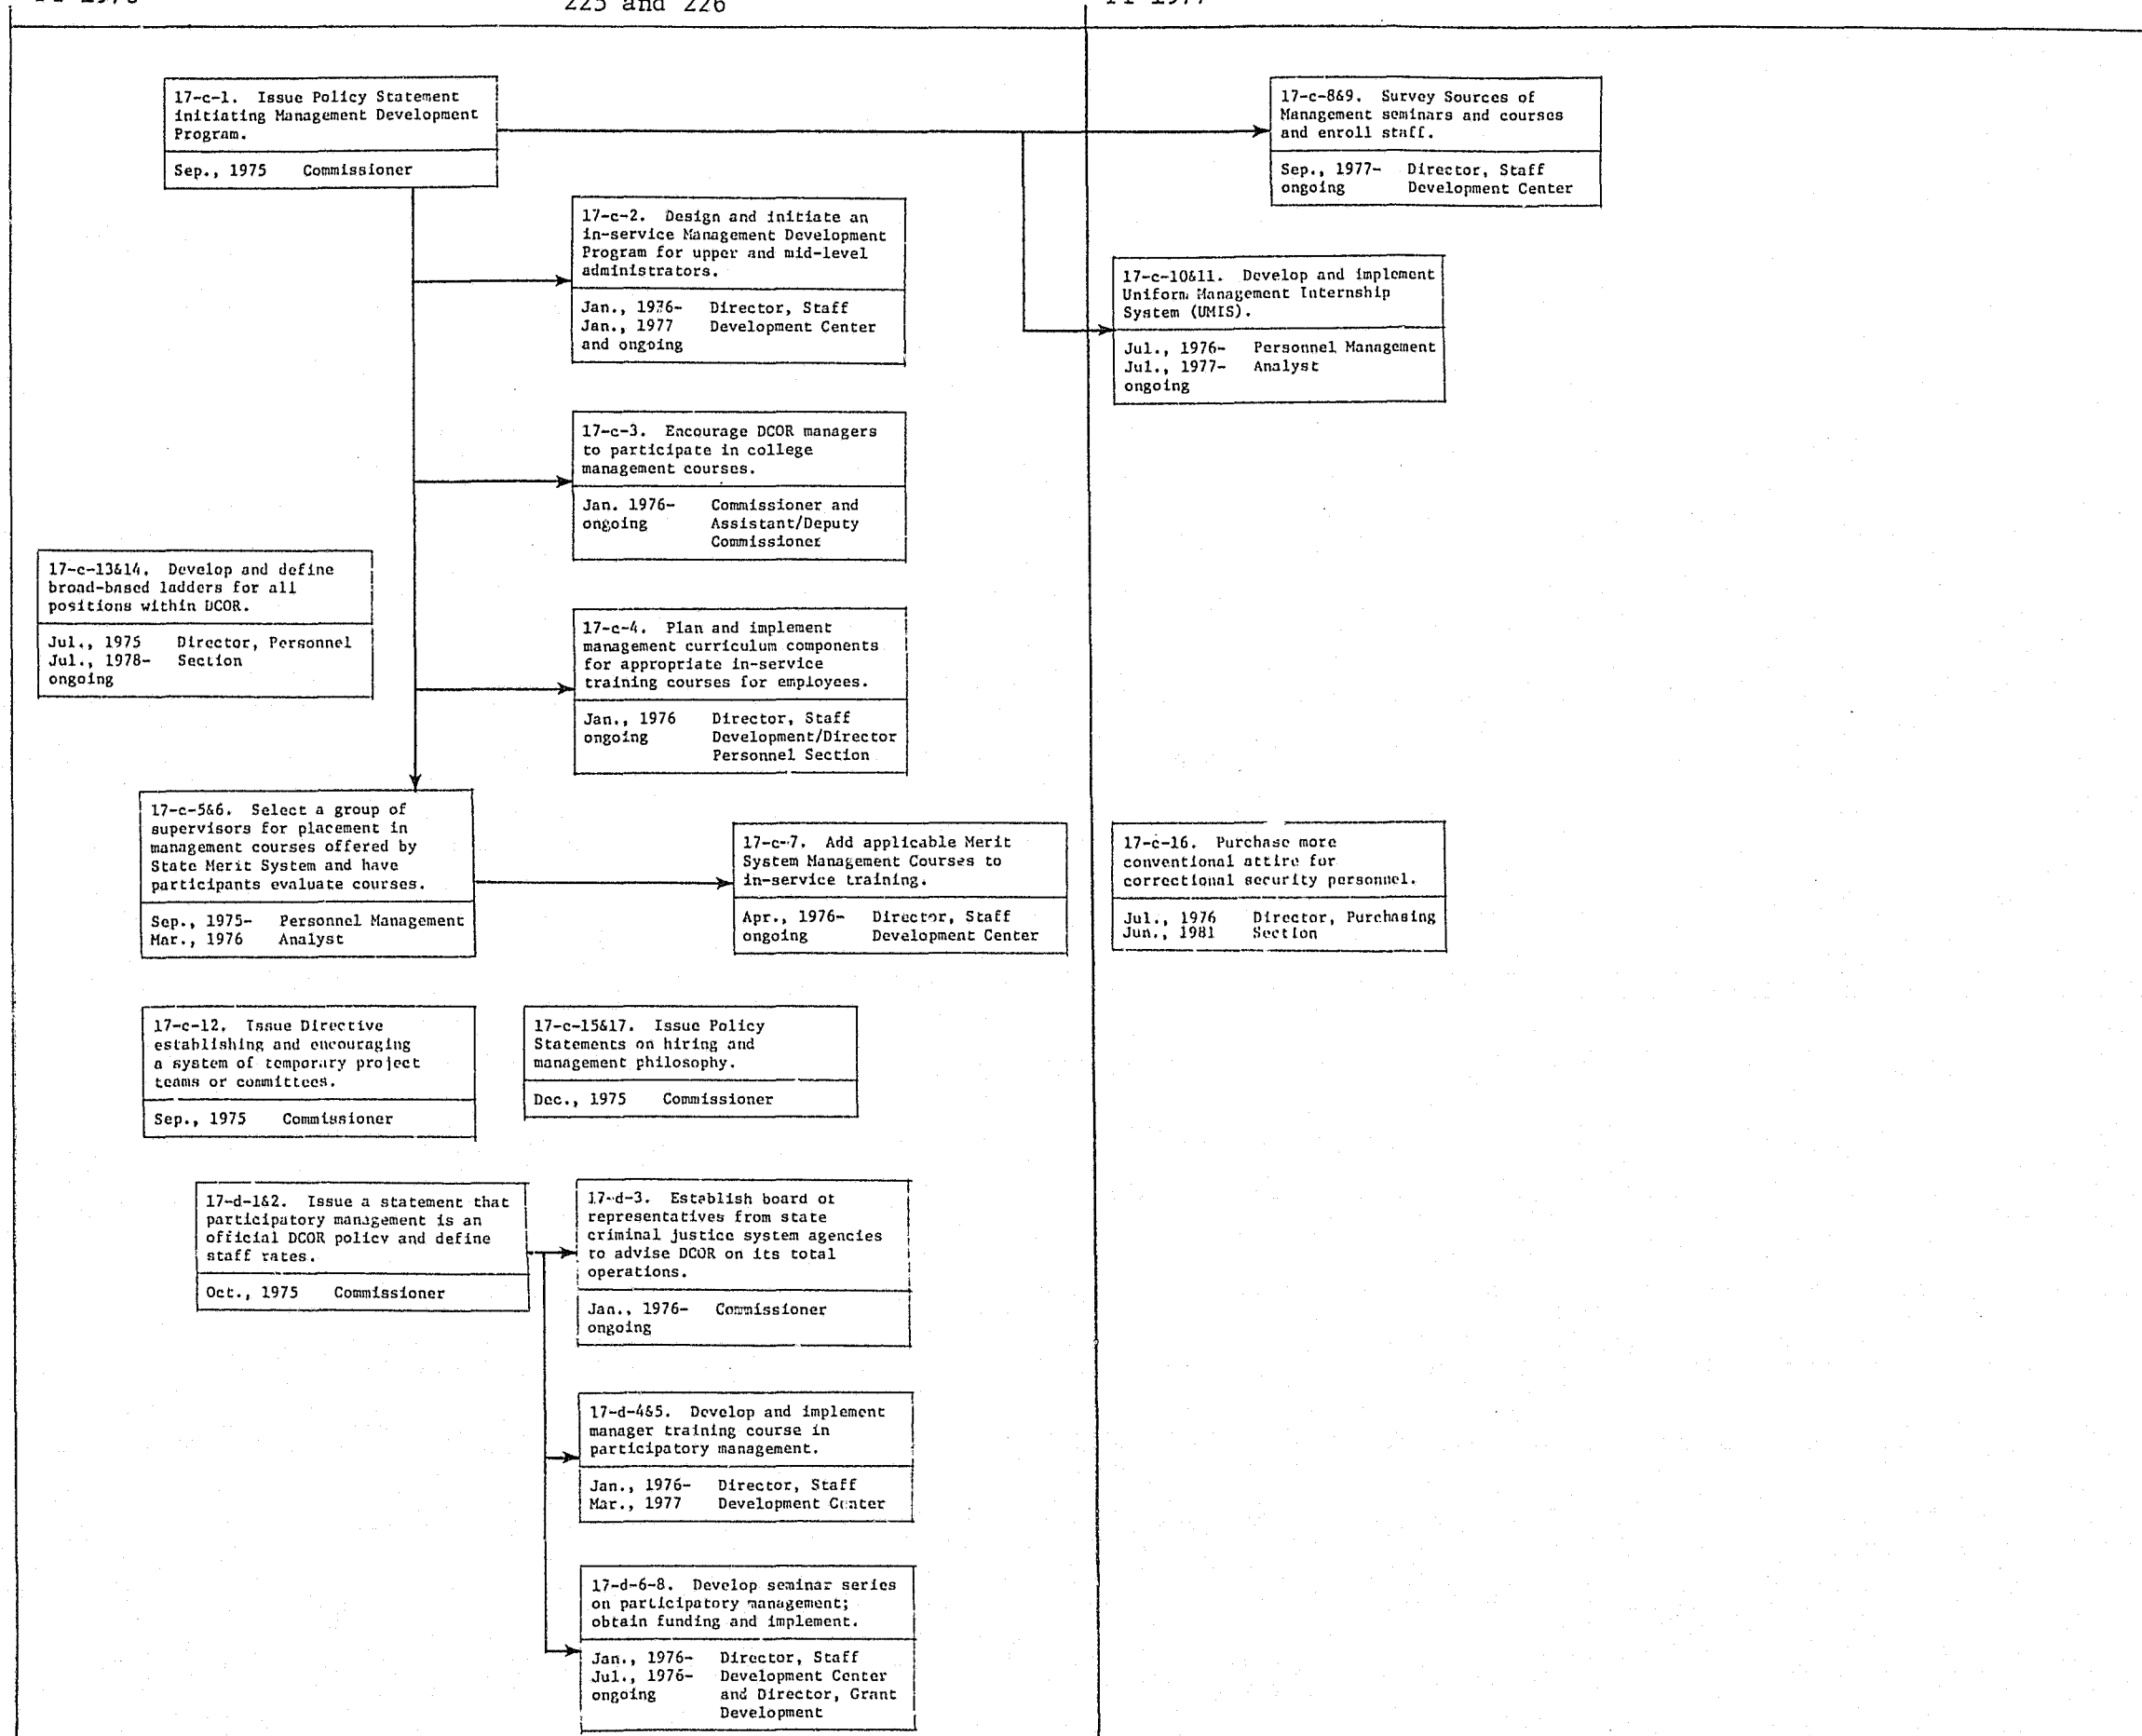 225 and 226
17-c-1. Issue Policy Statement
initiating Management Development
Program.
Sep., 1975 Commissioner
17-c-8&9. Survey Sources of
Management seminars and courses
and enroll staff.
Sep., 1977- Director, Staff
ongoing Development Center
17-c-2. Design and initiate an
in-service Management Development
Program for upper and mid-level
administrators.
Jan., 1976- Director, Staff
Jan., 1977 Development Center
and ongoing
17-c-10&11. Develop and implement
Uniform Management Internship
System (UMIS).
Jul., 1976- Personnel Management
Jul., 1977- Analyst
ongoing
17-c-3. Encourage DCOR managers
to participate in college
management courses.
Jan. 1976- Commissioner and
ongoing Assistant/Deputy
Commissioner
17-c-13&14. Develop and define
broad-based ladders for all
positions within DCOR.
Jul., 1975 Director, Personnel
Jul., 1978- Section
ongoing
17-c-4. Plan and implement
management curriculum components
for appropriate in-service
training courses for employees.
Jan., 1976 Director, Staff
ongoing Development/Director
Personnel Section
17-c-5&6. Select a group of
supervisors for placement in
management courses offered by
State Merit System and have
participants evaluate courses.
Sep., 1975- Personnel Management
Mar., 1976 Analyst
17-c-7. Add applicable Merit
System Management Courses to
in-service training.
Apr., 1976- Director, Staff
ongoing Development Center
17-c-16. Purchase more
conventional attire for
correctional security personnel.
Jul., 1976 Director, Purchasing
Jun., 1981 Section
17-c-12. Issue Directive
establishing and encouraging
a system of temporary project
teams or committees.
Sep., 1975 Commissioner
17-c-15&17. Issue Policy
Statements on hiring and
management philosophy.
Dec., 1975 Commissioner
17-d-1&2. Issue a statement that
participatory management is an
official DCOR policy and define
staff rates.
Oct., 1975 Commissioner
17-d-3. Establish board of
representatives from state
criminal justice system agencies
to advise DCOR on its total
operations.
Jan., 1976- Commissioner
ongoing
17-d-4&5. Develop and implement
manager training course in
participatory management.
Jan., 1976- Director, Staff
Mar., 1977 Development Center
17-d-6-8. Develop seminar series
on participatory management;
obtain funding and implement.
Jan., 1976- Director, Staff
Jul., 1976- Development Center
ongoing and Director, Grant
Development